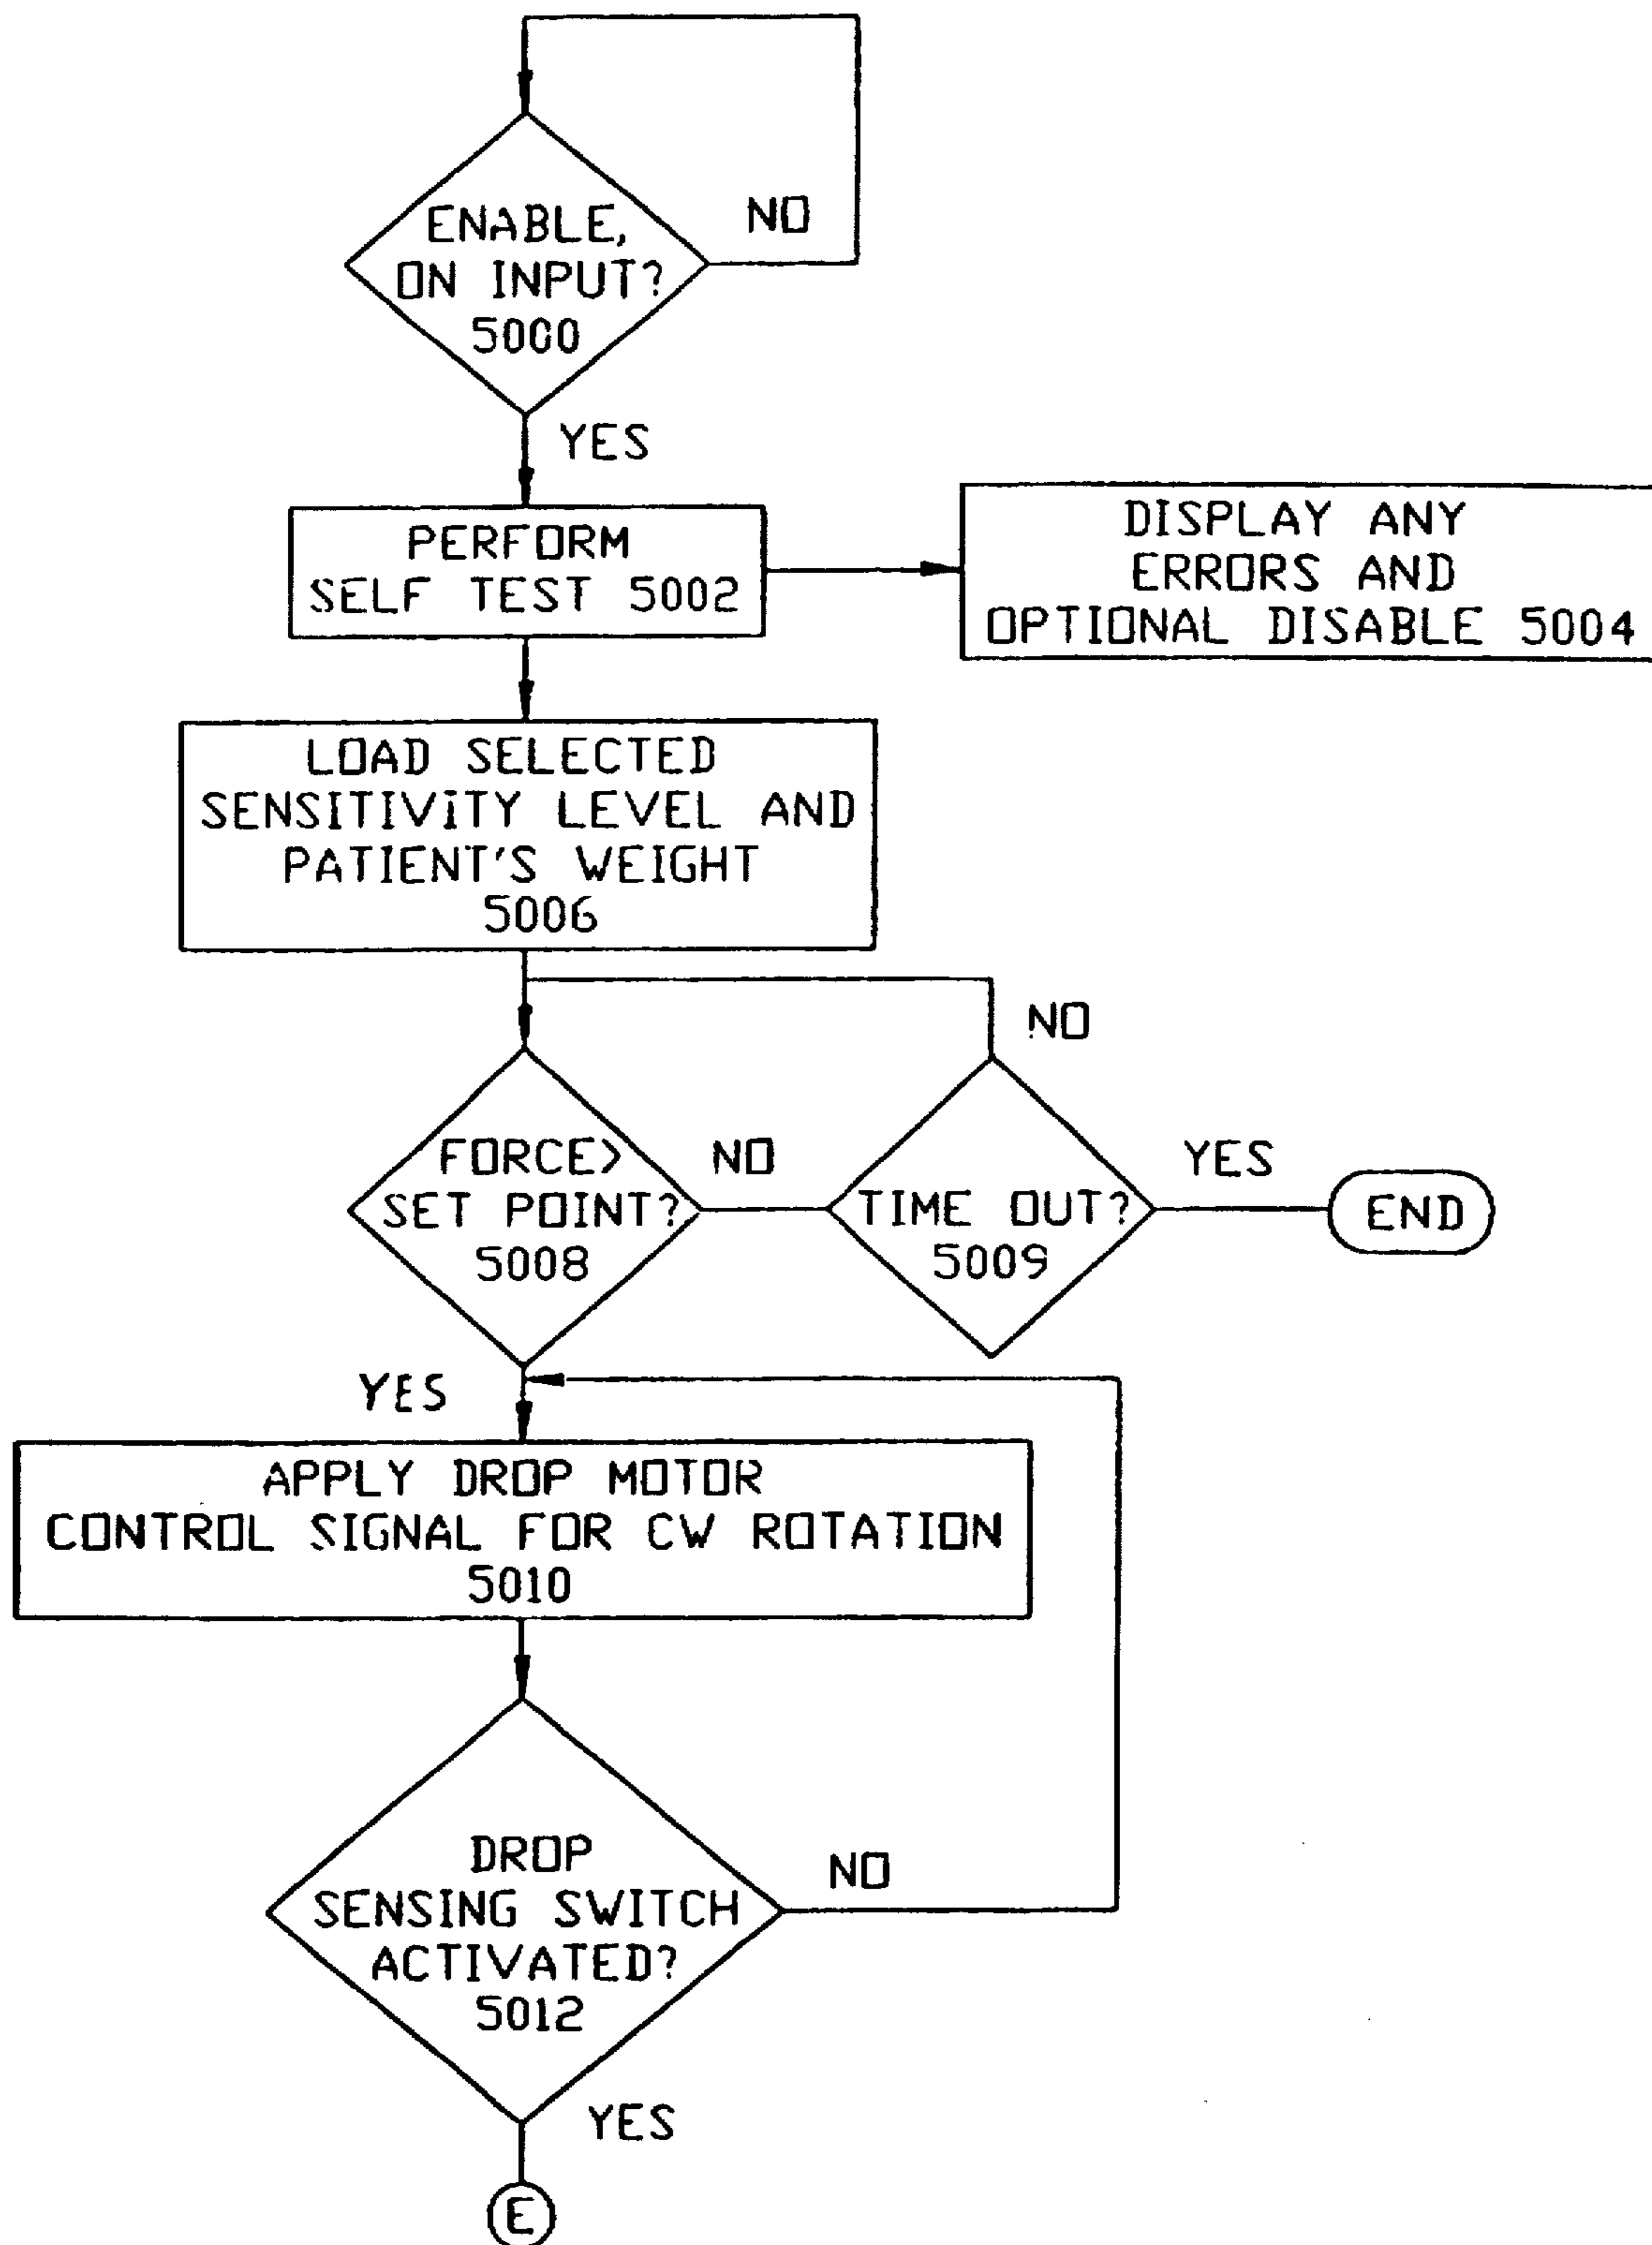 ENABLE,
ON INPUT?
5000
NO
YES
PERFORM
SELF TEST 5002
DISPLAY ANY
ERRORS AND
OPTIONAL DISABLE 5004
LOAD SELECTED
SENSITIVITY LEVEL AND
PATIENT'S WEIGHT
5006
NO
FORCE>
SET POINT?
5008
NO
TIME OUT?
5009
YES
END
YES
APPLY DROP MOTOR
CONTROL SIGNAL FOR CW ROTATION
5010
DROP
SENSING SWITCH
ACTIVATED?
5012
NO
YES
E